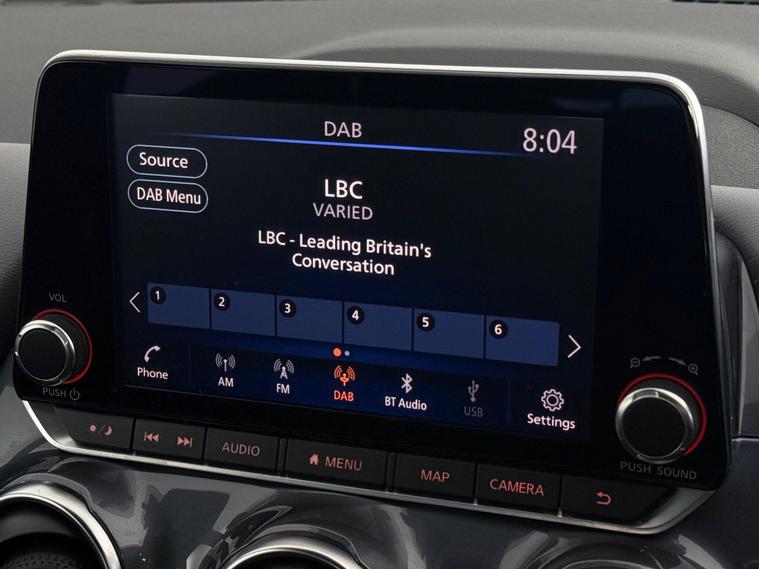 DAB
8:04
Source
DAB Menu
LBC
VARIED
LBC - Leading Britain's
Conversation
1 2 3 4 5 6
Phone
AM
FM
DAB
BT Audio
USB
Settings
VOL
PUSH
PUSH SOUND
AUDIO
MENU
MAP
CAMERA